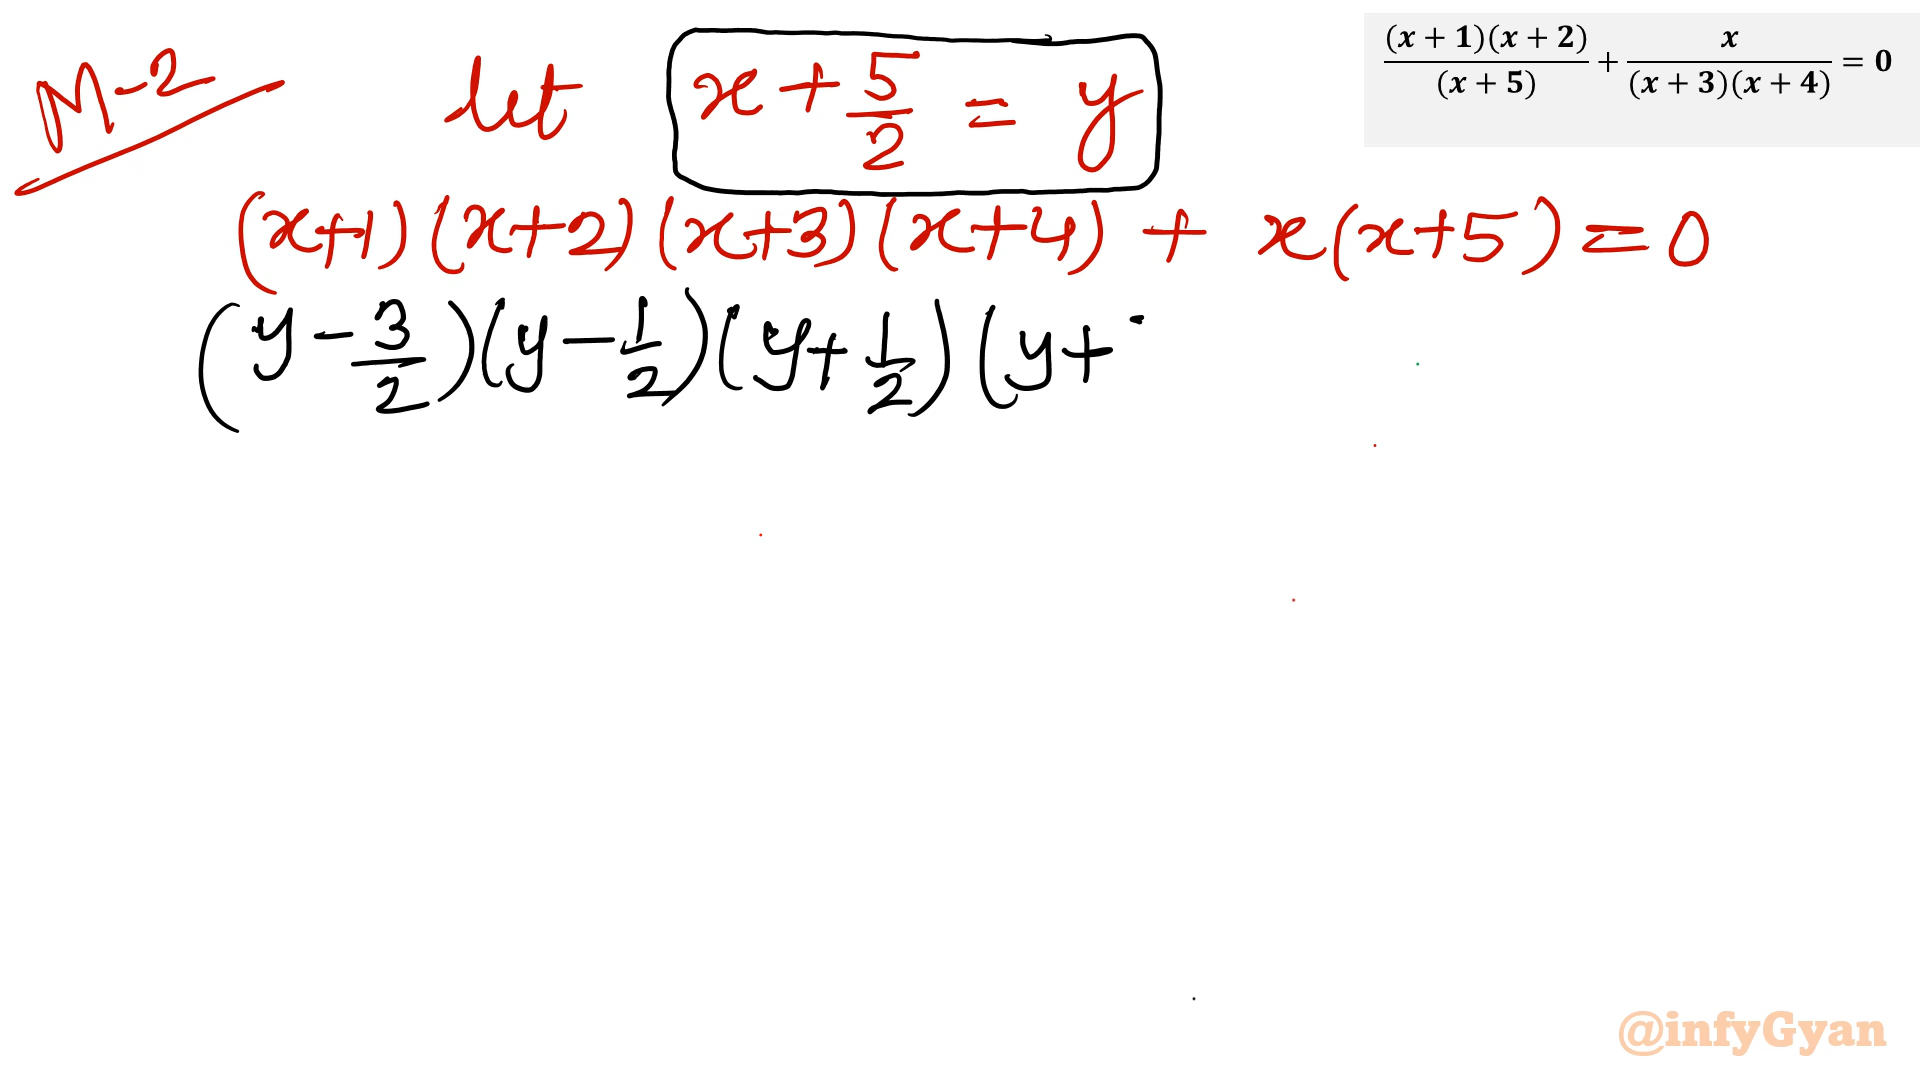 M-2
let x + 5/2 = y
(x + 1)(x + 2)/(x + 5) + x/(x + 3)(x + 4) = 0
(x+1)(x+2)(x+3)(x+4) + x(x+5) = 0
(y - 3/2)(y - 1/2)(y + 1/2)(y +
@infyGyan